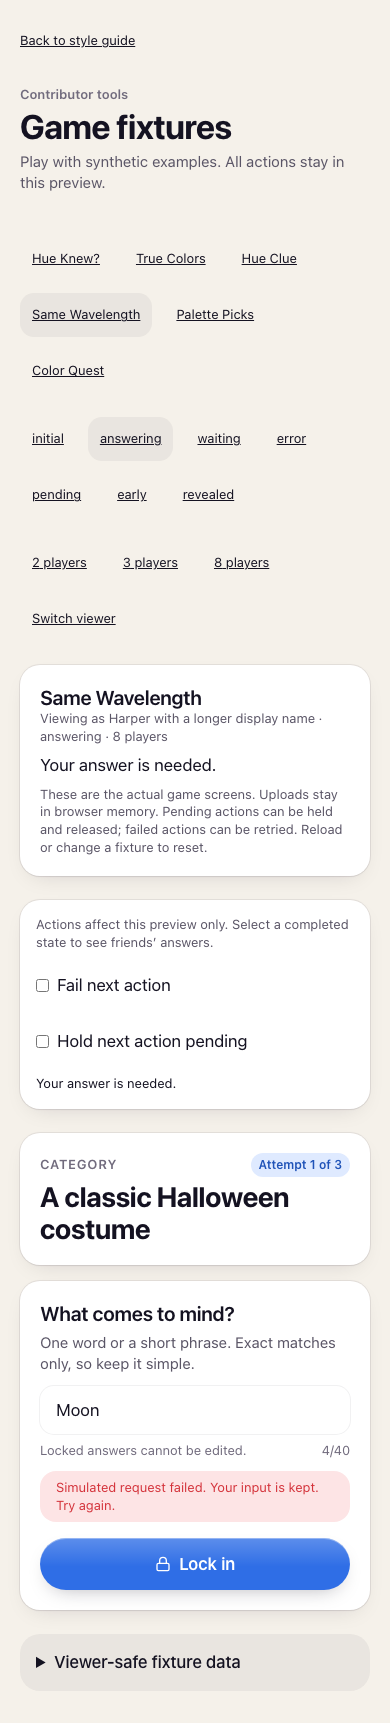 Back to style guide
Contributor tools
Game fixtures
Play with synthetic examples. All actions stay in
this preview.
Hue Knew? True Colors Hue Clue
Same Wavelength Palette Picks
Color Quest
initial answering waiting error
pending early revealed
2 players 3 players 8 players
Switch viewer
Same Wavelength
Viewing as Harper with a longer display name ·
answering · 8 players
Your answer is needed.
These are the actual game screens. Uploads stay
in browser memory. Pending actions can be held
and released; failed actions can be retried. Reload
or change a fixture to reset.
Actions affect this preview only. Select a completed
state to see friends’ answers.
Fail next action
Hold next action pending
Your answer is needed.
CATEGORY Attempt 1 of 3
A classic Halloween
costume
What comes to mind?
One word or a short phrase. Exact matches
only, so keep it simple.
Moon
Locked answers cannot be edited. 4/40
Simulated request failed. Your input is kept.
Try again.
Lock in
Viewer-safe fixture data